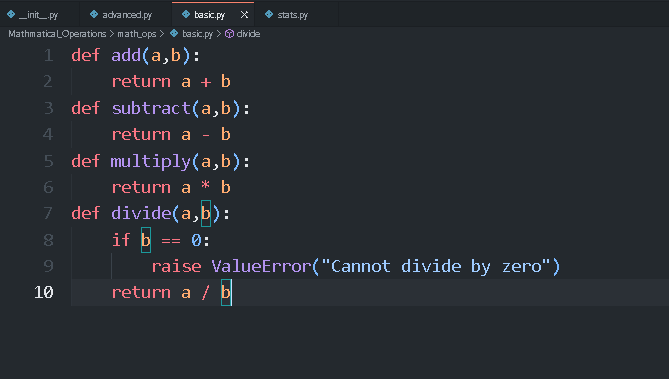 __init__.py advanced.py basic.py X stats.py
Mathmatical_Operations > math_ops > basic.py > divide
1 def add(a,b):
2     return a + b
3 def subtract(a,b):
4     return a - b
5 def multiply(a,b):
6     return a * b
7 def divide(a,b):
8     if b == 0:
9         raise ValueError("Cannot divide by zero")
10     return a / b